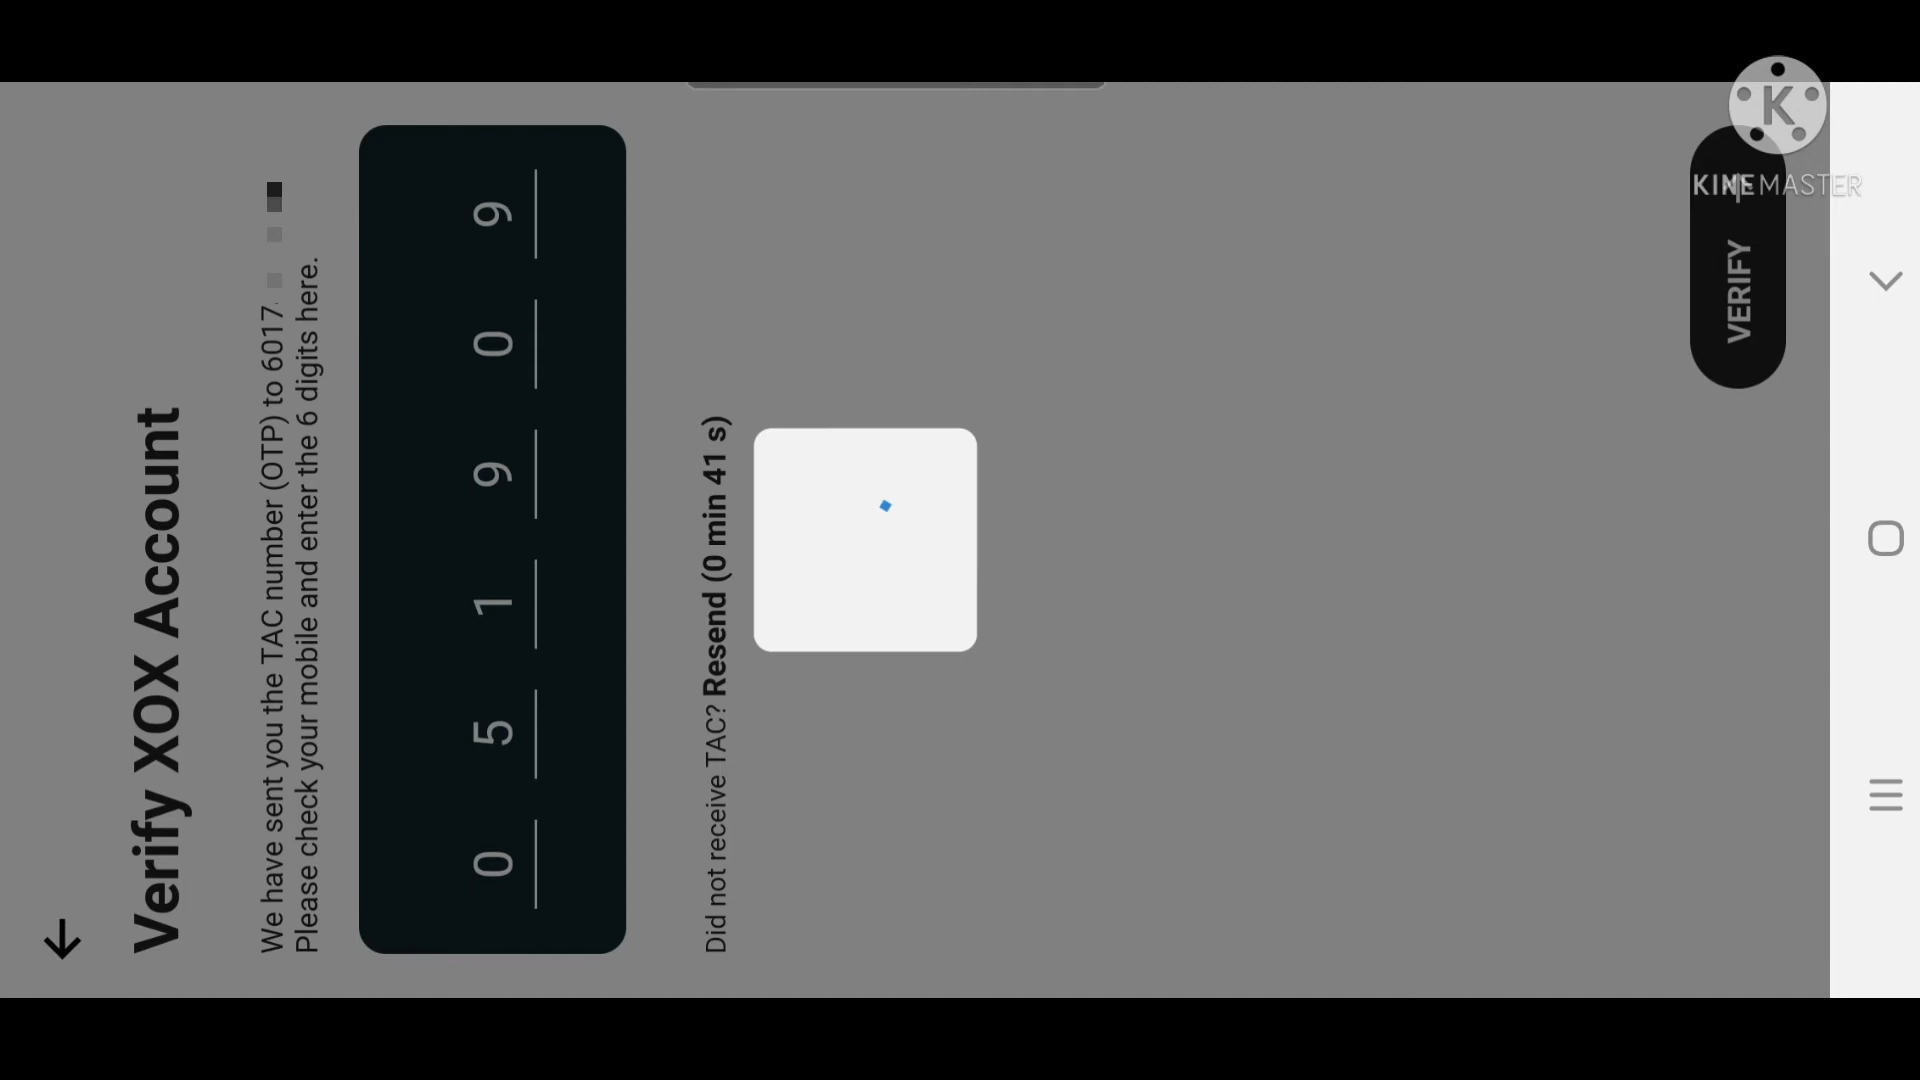 Verify XOX Account
We have sent you the TAC number (OTP) to 6017
Please check your mobile and enter the 6 digits here.
0 5 1 9 0 9
Did not receive TAC? Resend (0 min 41 s)
VERIFY
K
KINEMASTER